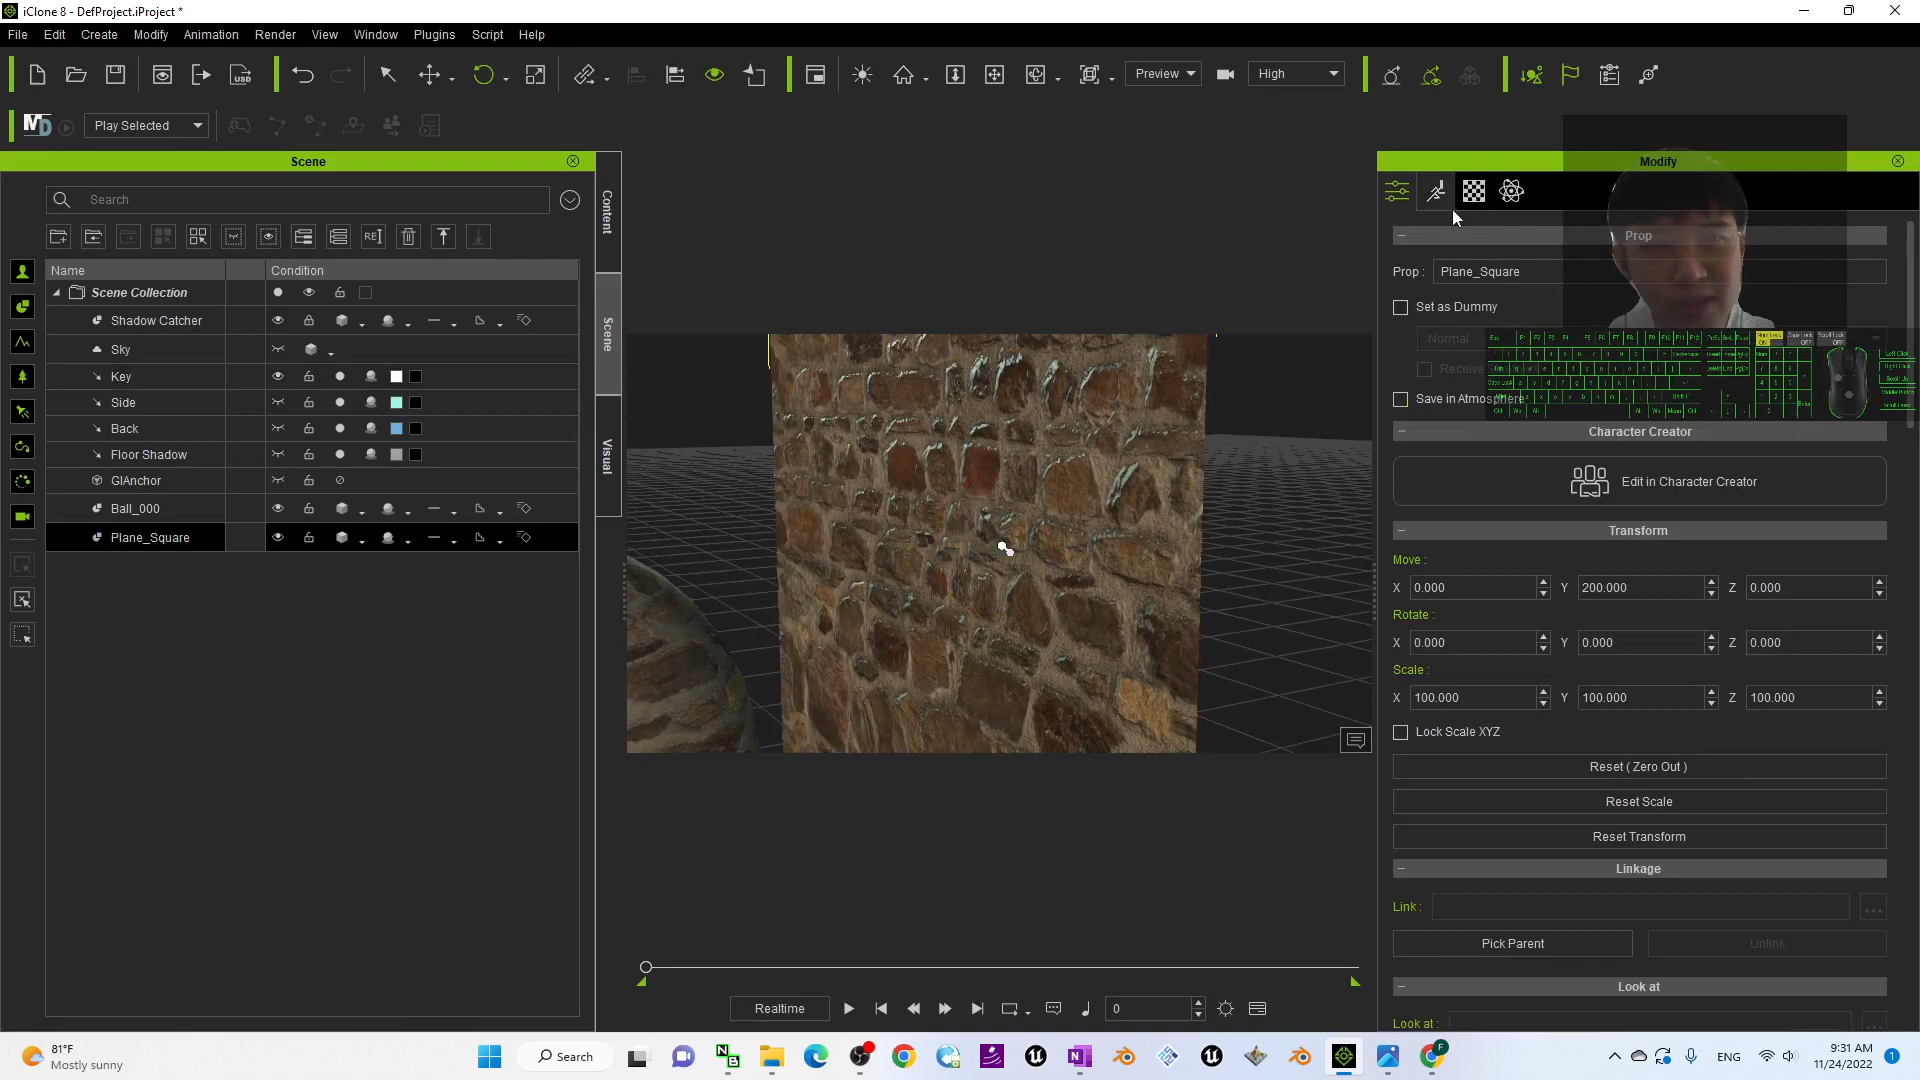 iClone 8 - DefProject.iProject *
File Edit Create Modify Animation Render View Window Plugins Script Help
USD Preview High
MD Play Selected
Scene
Modify
Search
REI
Content
Scene
Visual
Name Condition
Scene Collection
Shadow Catcher
Sky
Key
Side
Back
Floor Shadow
GIAnchor
Ball_000
Plane_Square
Prop
Prop : Plane_Square
Set as Dummy
Normal
Save in Atmosphere
Character Creator
Edit in Character Creator
Transform
Move :
X 0.000 Y 200.000 Z 0.000
Rotate :
X 0.000 Y 0.000 Z 0.000
Scale :
X 100.000 Y 100.000 Z 100.000
Lock Scale XYZ
Reset ( Zero Out )
Reset Scale
Reset Transform
Linkage
Link :
Pick Parent Unlink
Look at
Look at :
Realtime 0
81°F
Mostly sunny
Search
ENG
9:31 AM
11/24/2022
1